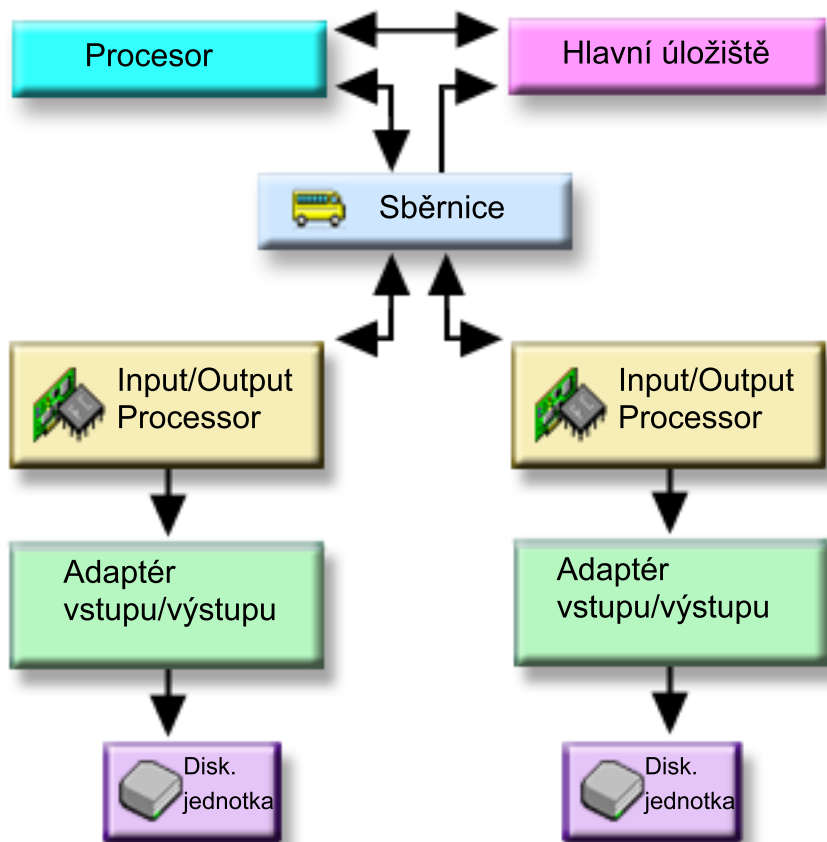 Procesor
Hlavní úložiště
Sběrnice
Input/Output
Processor
Input/Output
Processor
Adaptér
vstupu/výstupu
Adaptér
vstupu/výstupu
Disk.
jednotka
Disk.
jednotka